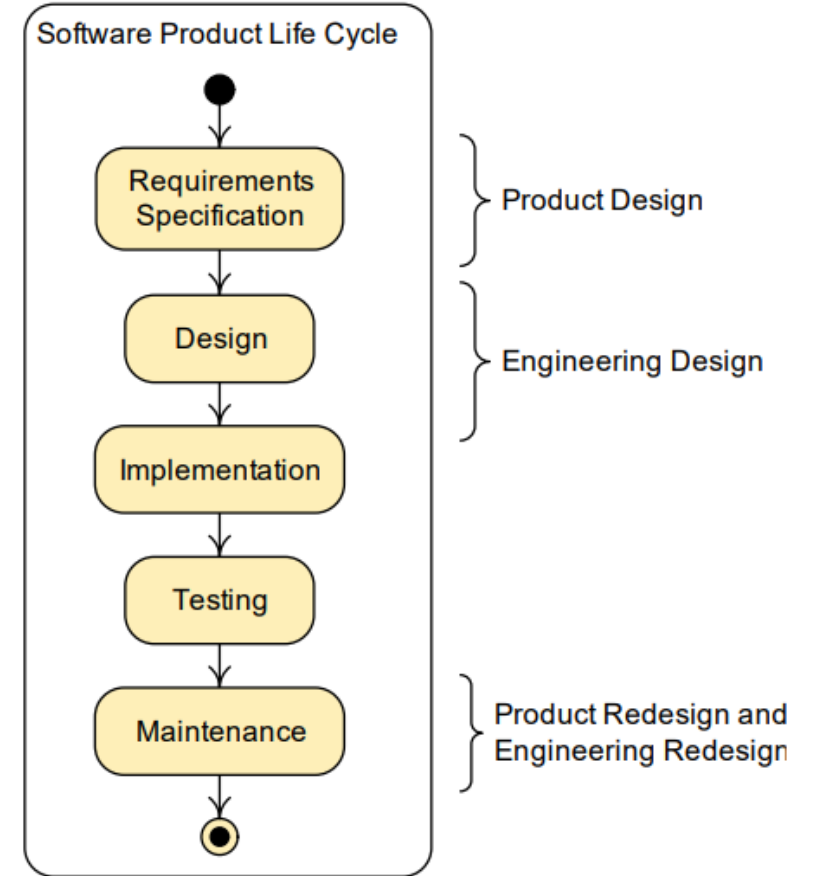 Software Product Life Cycle
Requirements
Specification
Product Design
Design
Engineering Design
Implementation
Testing
Maintenance
Product Redesign and
Engineering Redesign